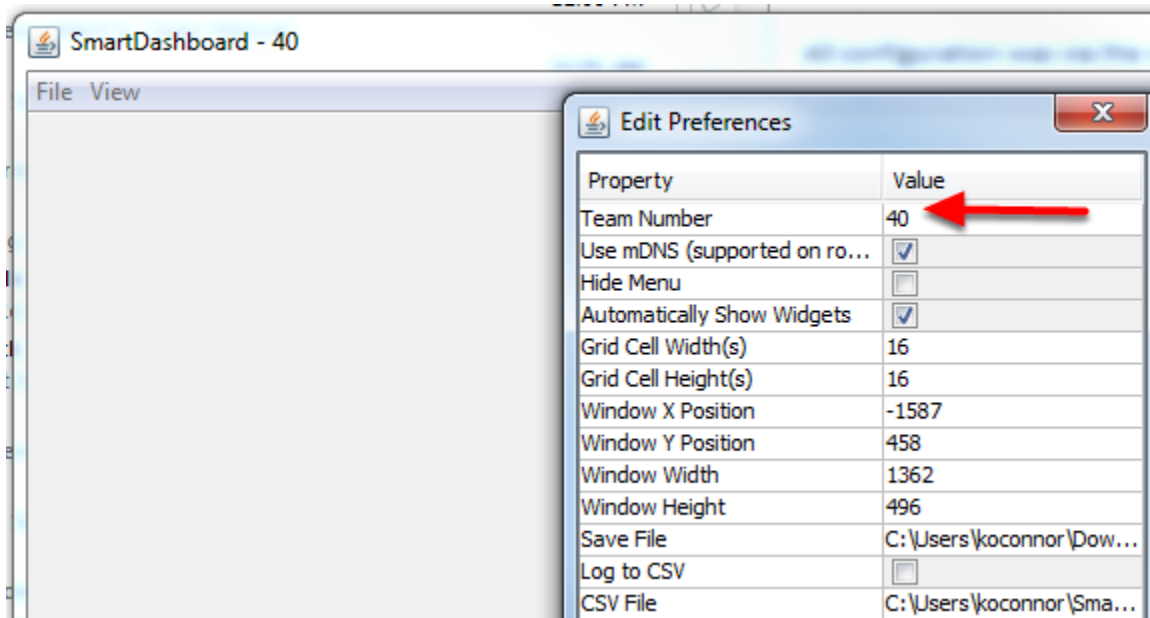 SmartDashboard - 40
File View
Edit Preferences
Property Value
Team Number 40
Use mDNS (supported on ro...
Hide Menu
Automatically Show Widgets
Grid Cell Width(s) 16
Grid Cell Height(s) 16
Window X Position -1587
Window Y Position 458
Window Width 1362
Window Height 496
Save File C:\Users\koconnor\Dow...
Log to CSV
CSV File C:\Users\koconnor\Sma...